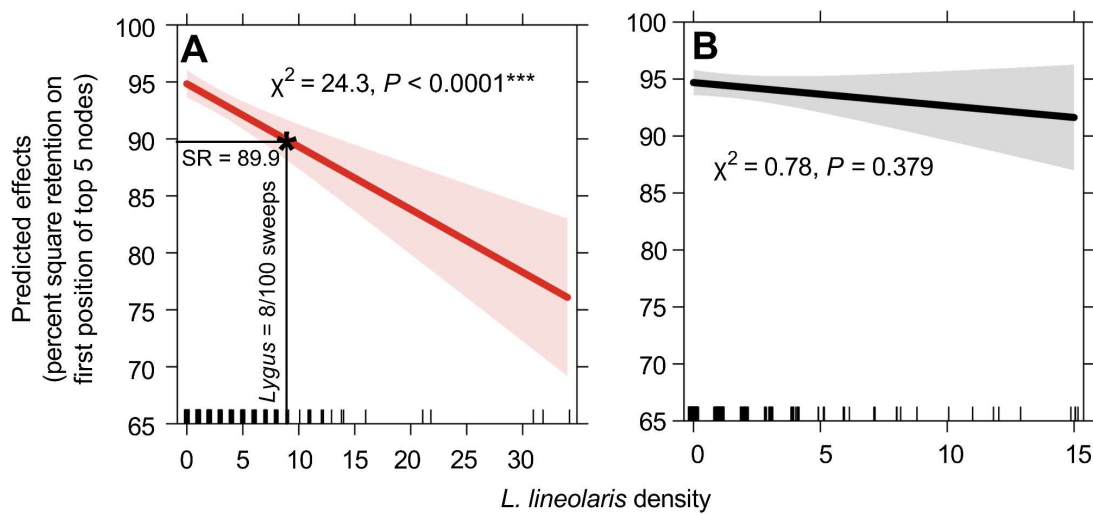 Predicted effects
(percent square retention on
first position of top 5 nodes)
A
100
95
90
85
80
75
70
65
χ² = 24.3, P < 0.0001***
*
SR = 89.9
Lygus = 8/100 sweeps
0 5 10 15 20 25 30
B
100
95
90
85
80
75
70
65
χ² = 0.78, P = 0.379
0 5 10 15
L. lineolaris density